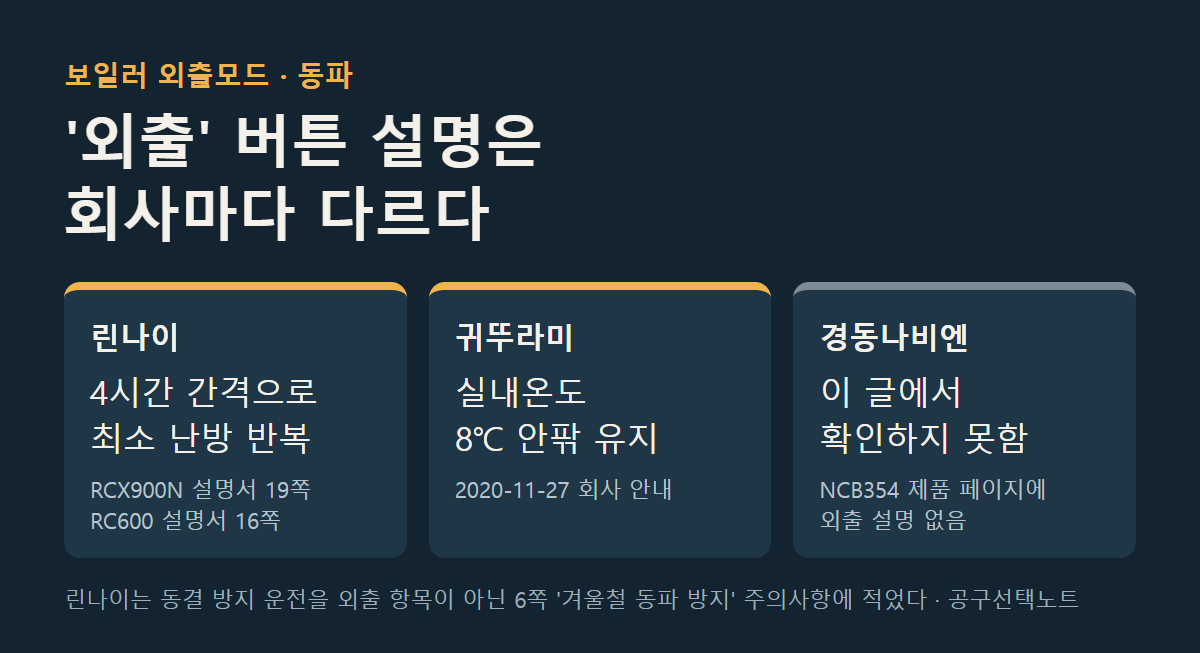 보일러 외출모드 · 동파
'외출' 버튼 설명은
회사마다 다르다
린나이
4시간 간격으로
최소 난방 반복
RCX900N 설명서 19쪽
RC600 설명서 16쪽
귀뚜라미
실내온도
8℃ 안팎 유지
2020-11-27 회사 안내
경동나비엔
이 글에서
확인하지 못함
NCB354 제품 페이지에
외출 설명 없음
린나이는 동결 방지 운전을 외출 항목이 아닌 6쪽 '겨울철 동파 방지' 주의사항에 적었다 · 공구선택노트